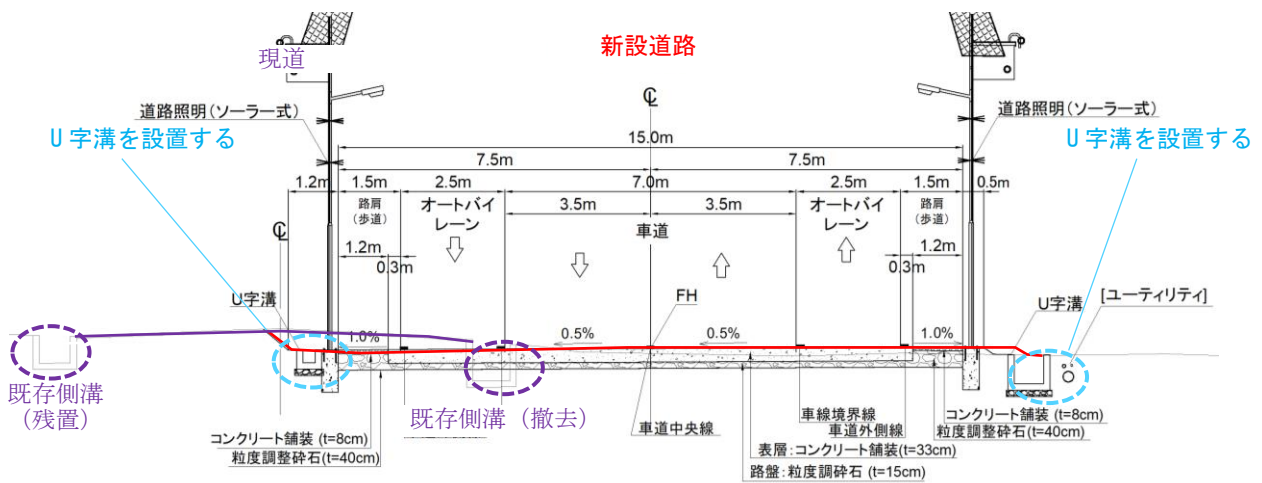 新設道路
現道
℄
道路照明(ソーラー式)
道路照明(ソーラー式)
U字溝を設置する
U字溝を設置する
15.0m
7.5m
7.5m
1.2m
1.5m
2.5m
7.0m
2.5m
1.5m
0.5m
路肩
(歩道)
オートバイ
レーン
3.5m
3.5m
オートバイ
レーン
路肩
(歩道)
車道
℄
1.2m
1.2m
0.3m
0.3m
U字溝
FH
U字溝
[ユーティリティ]
1.0%
0.5%
0.5%
1.0%
既存側溝
(残置)
既存側溝(撤去)
車道中央線
車線境界線
車道外側線
コンクリート舗装 (t=8cm)
粒度調整砕石(t=40cm)
コンクリート舗装(t=8cm)
粒度調整砕石(t=40cm)
表層:コンクリート舗装(t=33cm)
路盤:粒度調砕石 (t=15cm)